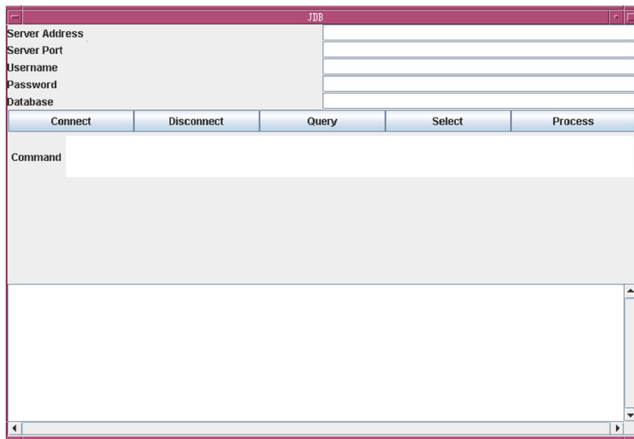 JDB
Server Address
Server Port
Username
Password
Database
Connect Disconnect Query Select Process
Command